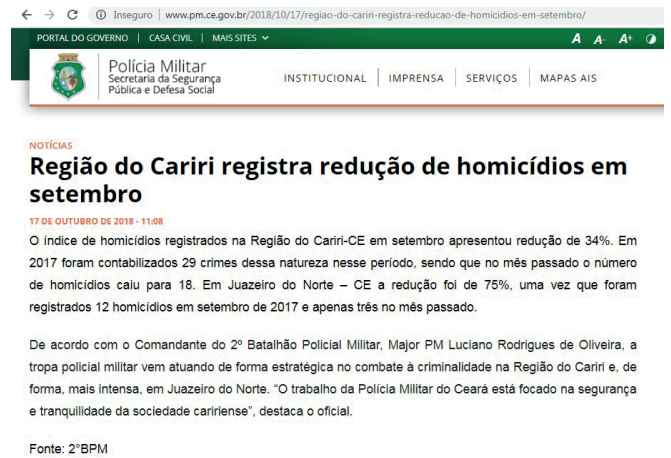 Inseguro | www.pm.ce.gov.br/2018/10/17/regiao-do-cariri-registra-reducao-de-homicidios-em-setembro/
PORTAL DO GOVERNO | CASA CIVIL | MAIS SITES
A A- A+
Polícia Militar
Secretaria da Segurança
Pública e Defesa Social
INSTITUCIONAL | IMPRENSA | SERVIÇOS | MAPAS AIS
NOTÍCIAS
Região do Cariri registra redução de homicídios em
setembro
17 DE OUTUBRO DE 2018 - 11:08
O índice de homicídios registrados na Região do Cariri-CE em setembro apresentou redução de 34%. Em
2017 foram contabilizados 29 crimes dessa natureza nesse período, sendo que no mês passado o número
de homicídios caiu para 18. Em Juazeiro do Norte – CE a redução foi de 75%, uma vez que foram
registrados 12 homicídios em setembro de 2017 e apenas três no mês passado.
De acordo com o Comandante do 2º Batalhão Policial Militar, Major PM Luciano Rodrigues de Oliveira, a
tropa policial militar vem atuando de forma estratégica no combate à criminalidade na Região do Cariri e, de
forma, mais intensa, em Juazeiro do Norte. “O trabalho da Polícia Militar do Ceará está focado na segurança
e tranquilidade da sociedade caririense”, destaca o oficial.
Fonte: 2°BPM